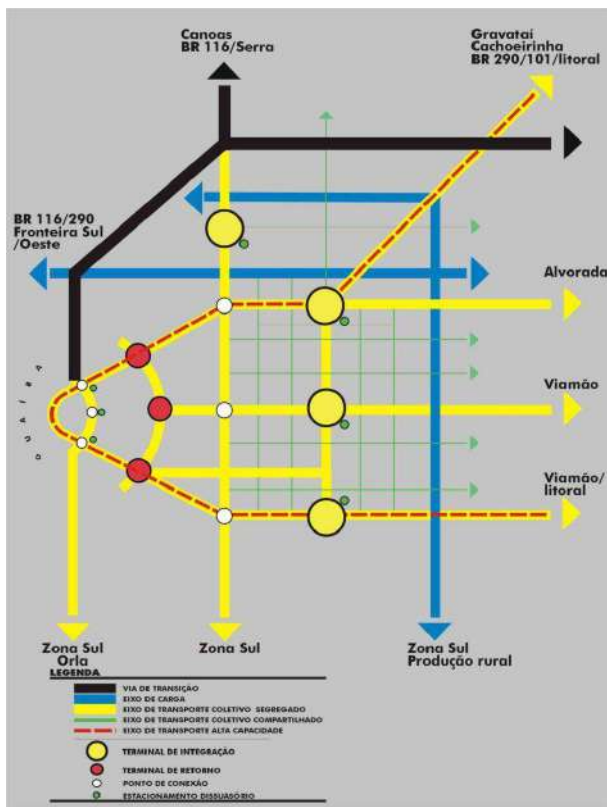 Canoas
BR 116/Serra
Gravataí
Cachoeirinha
BR 290/101/litoral
BR 116/290
Fronteira Sul
/Oeste
Alvorada
GUAÍBA
Viamão
Viamão/
litoral
Zona Sul
Orla
Zona Sul
Zona Sul
Produção rural
LEGENDA
VIA DE TRANSIÇÃO
EIXO DE CARGA
EIXO DE TRANSPORTE COLETIVO SEGREGADO
EIXO DE TRANSPORTE COLETIVO COMPARTILHADO
EIXO DE TRANSPORTE ALTA CAPACIDADE
TERMINAL DE INTEGRAÇÃO
TERMINAL DE RETORNO
PONTO DE CONEXÃO
ESTACIONAMENTO DISSUASÓRIO